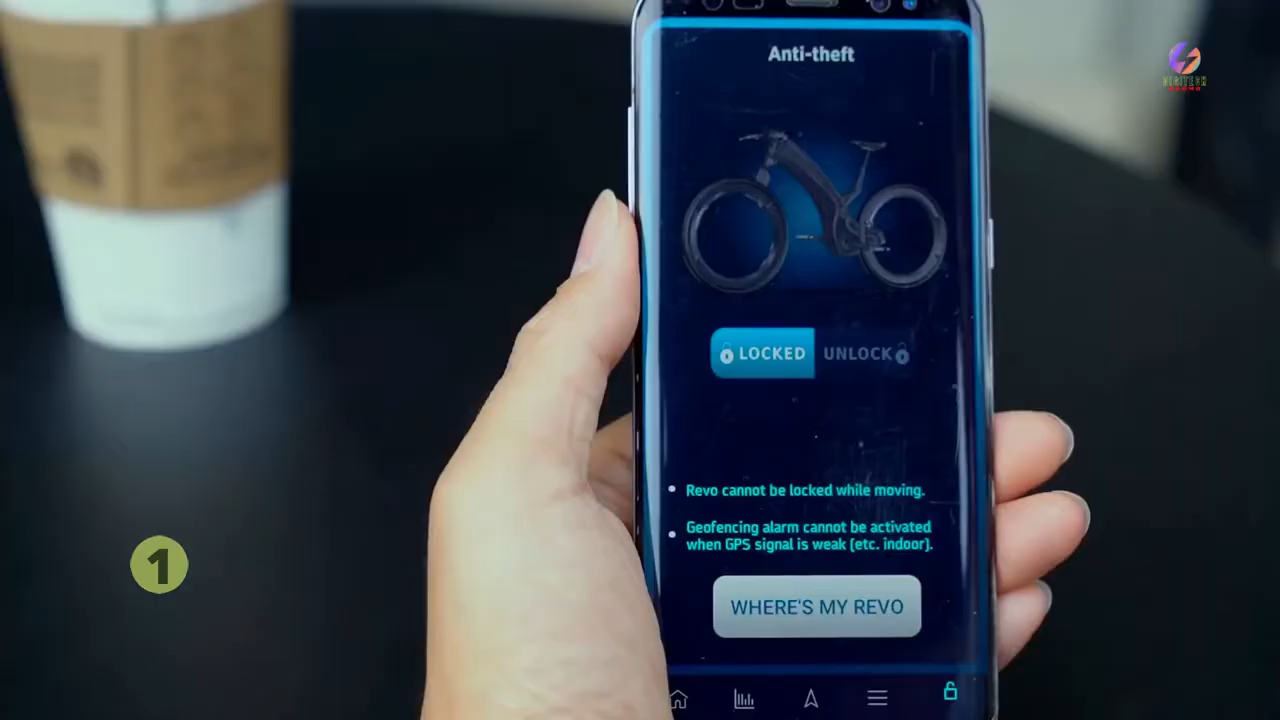 Anti-theft
LOCKED UNLOCK
Revo cannot be locked while moving.
Geofencing alarm cannot be activated
when GPS signal is weak (etc. indoor).
WHERE'S MY REVO
1